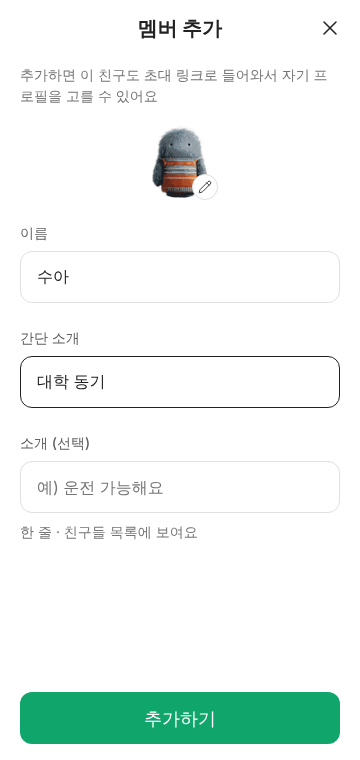 멤버 추가
추가하면 이 친구도 초대 링크로 들어와서 자기 프
로필을 고를 수 있어요
이름
수아
간단 소개
대학 동기
소개 (선택)
예) 운전 가능해요
한 줄 · 친구들 목록에 보여요
추가하기